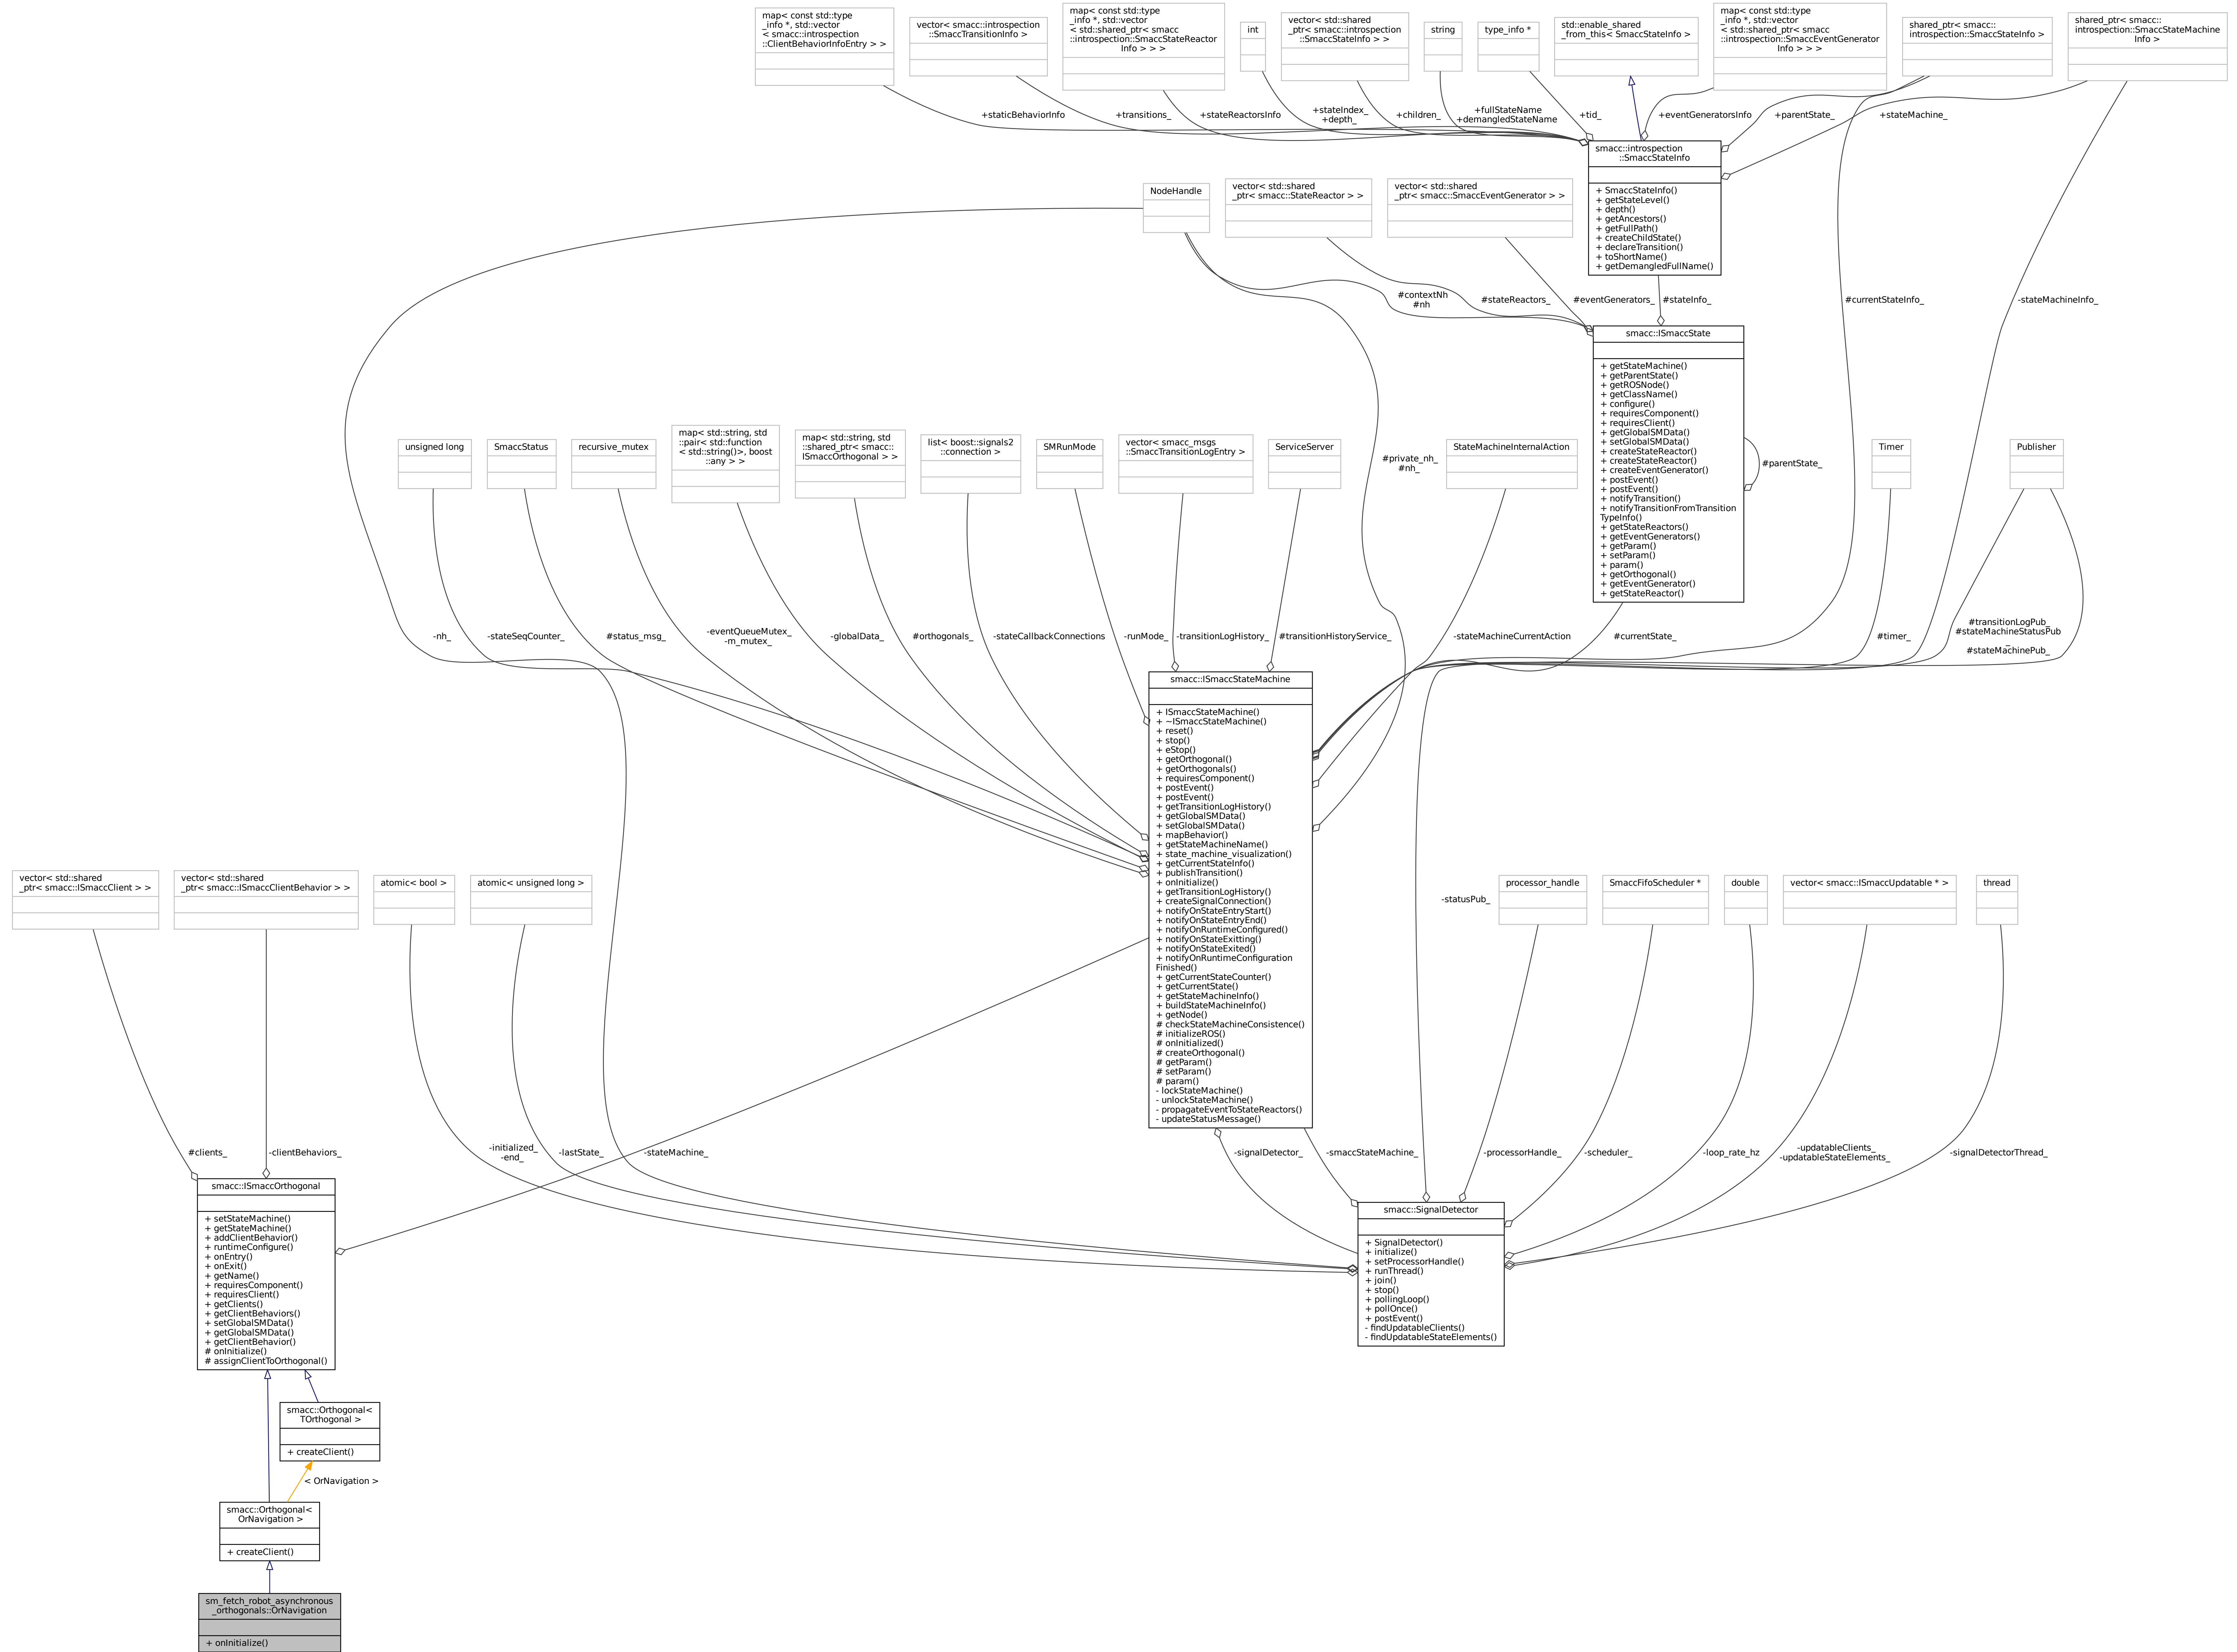 map< const std::type
_info *, std::vector
< smacc::introspection
::ClientBehaviorInfoEntry > >
vector< smacc::introspection
::SmaccTransitionInfo >
map< const std::type
_info *, std::vector
< std::shared_ptr< smacc
::introspection::SmaccStateReactor
Info > > >
int
vector< std::shared
_ptr< smacc::introspection
::SmaccStateInfo > >
string
type_info *
std::enable_shared
_from_this< SmaccStateInfo >
map< const std::type
_info *, std::vector
< std::shared_ptr< smacc
::introspection::SmaccEventGenerator
Info > > >
shared_ptr< smacc::
introspection::SmaccStateInfo >
shared_ptr< smacc::
introspection::SmaccStateMachine
Info >
+staticBehaviorInfo
+transitions_
+stateReactorsInfo
+stateIndex_
+depth_
+children_
+fullStateName
+demangledStateName
+tid_
+eventGeneratorsInfo
+parentState_
+stateMachine_
smacc::introspection
::SmaccStateInfo
+ SmaccStateInfo()
+ getStateLevel()
+ depth()
+ getAncestors()
+ getFullPath()
+ createChildState()
+ declareTransition()
+ toShortName()
+ getDemangledFullName()
NodeHandle
vector< std::shared
_ptr< smacc::StateReactor > >
vector< std::shared
_ptr< smacc::SmaccEventGenerator > >
#contextNh
#nh
#stateReactors_
#eventGenerators_
#stateInfo_
#currentStateInfo_
-stateMachineInfo_
smacc::ISmaccState
+ getStateMachine()
+ getParentState()
+ getROSNode()
+ getClassName()
+ configure()
+ requiresComponent()
+ requiresClient()
+ getGlobalSMData()
+ setGlobalSMData()
+ createStateReactor()
+ createStateReactor()
+ createEventGenerator()
+ postEvent()
+ postEvent()
+ notifyTransition()
+ notifyTransitionFromTransition
TypeInfo()
+ getStateReactors()
+ getEventGenerators()
+ getParam()
+ setParam()
+ param()
+ getOrthogonal()
+ getEventGenerator()
+ getStateReactor()
#parentState_
unsigned long
SmaccStatus
recursive_mutex
map< std::string, std
::pair< std::function
< std::string()>, boost
::any > >
map< std::string, std
::shared_ptr< smacc::
ISmaccOrthogonal > >
list< boost::signals2
::connection >
SMRunMode
vector< smacc_msgs
::SmaccTransitionLogEntry >
ServiceServer
#private_nh_
#nh_
StateMachineInternalAction
Timer
Publisher
-nh_
-stateSeqCounter_
#status_msg_
-eventQueueMutex_
-m_mutex_
-globalData_
#orthogonals_
-stateCallbackConnections
-runMode_
-transitionLogHistory_
#transitionHistoryService_
-stateMachineCurrentAction
#currentState_
#timer_
#transitionLogPub_
#stateMachineStatusPub
_
#stateMachinePub_
smacc::ISmaccStateMachine
+ ISmaccStateMachine()
+ ~ISmaccStateMachine()
+ reset()
+ stop()
+ eStop()
+ getOrthogonal()
+ getOrthogonals()
+ requiresComponent()
+ postEvent()
+ postEvent()
+ getTransitionLogHistory()
+ getGlobalSMData()
+ setGlobalSMData()
+ mapBehavior()
+ getStateMachineName()
+ state_machine_visualization()
+ getCurrentStateInfo()
+ publishTransition()
+ onInitialize()
+ getTransitionLogHistory()
+ createSignalConnection()
+ notifyOnStateEntryStart()
+ notifyOnStateEntryEnd()
+ notifyOnRuntimeConfigured()
+ notifyOnStateExitting()
+ notifyOnStateExited()
+ notifyOnRuntimeConfiguration
Finished()
+ getCurrentStateCounter()
+ getCurrentState()
+ getStateMachineInfo()
+ buildStateMachineInfo()
+ getNode()
# checkStateMachineConsistence()
# initializeROS()
# onInitialized()
# createOrthogonal()
# getParam()
# setParam()
# param()
- lockStateMachine()
- unlockStateMachine()
- propagateEventToStateReactors()
- updateStatusMessage()
vector< std::shared
_ptr< smacc::ISmaccClient > >
vector< std::shared
_ptr< smacc::ISmaccClientBehavior > >
atomic< bool >
atomic< unsigned long >
-statusPub_
processor_handle
SmaccFifoScheduler *
double
vector< smacc::ISmaccUpdatable * >
thread
#clients_
-clientBehaviors_
-initialized_
-end_
-lastState_
-stateMachine_
-signalDetector_
-smaccStateMachine_
-processorHandle_
-scheduler_
-loop_rate_hz
-updatableClients_
-updatableStateElements_
-signalDetectorThread_
smacc::ISmaccOrthogonal
+ setStateMachine()
+ getStateMachine()
+ addClientBehavior()
+ runtimeConfigure()
+ onEntry()
+ onExit()
+ getName()
+ requiresComponent()
+ requiresClient()
+ getClients()
+ getClientBehaviors()
+ setGlobalSMData()
+ getGlobalSMData()
+ getClientBehavior()
# onInitialize()
# assignClientToOrthogonal()
smacc::SignalDetector
+ SignalDetector()
+ initialize()
+ setProcessorHandle()
+ runThread()
+ join()
+ stop()
+ pollingLoop()
+ pollOnce()
+ postEvent()
- findUpdatableClients()
- findUpdatableStateElements()
smacc::Orthogonal<
TOrthogonal >
+ createClient()
< OrNavigation >
smacc::Orthogonal<
OrNavigation >
+ createClient()
sm_fetch_robot_asynchronous
_orthogonals::OrNavigation
+ onInitialize()